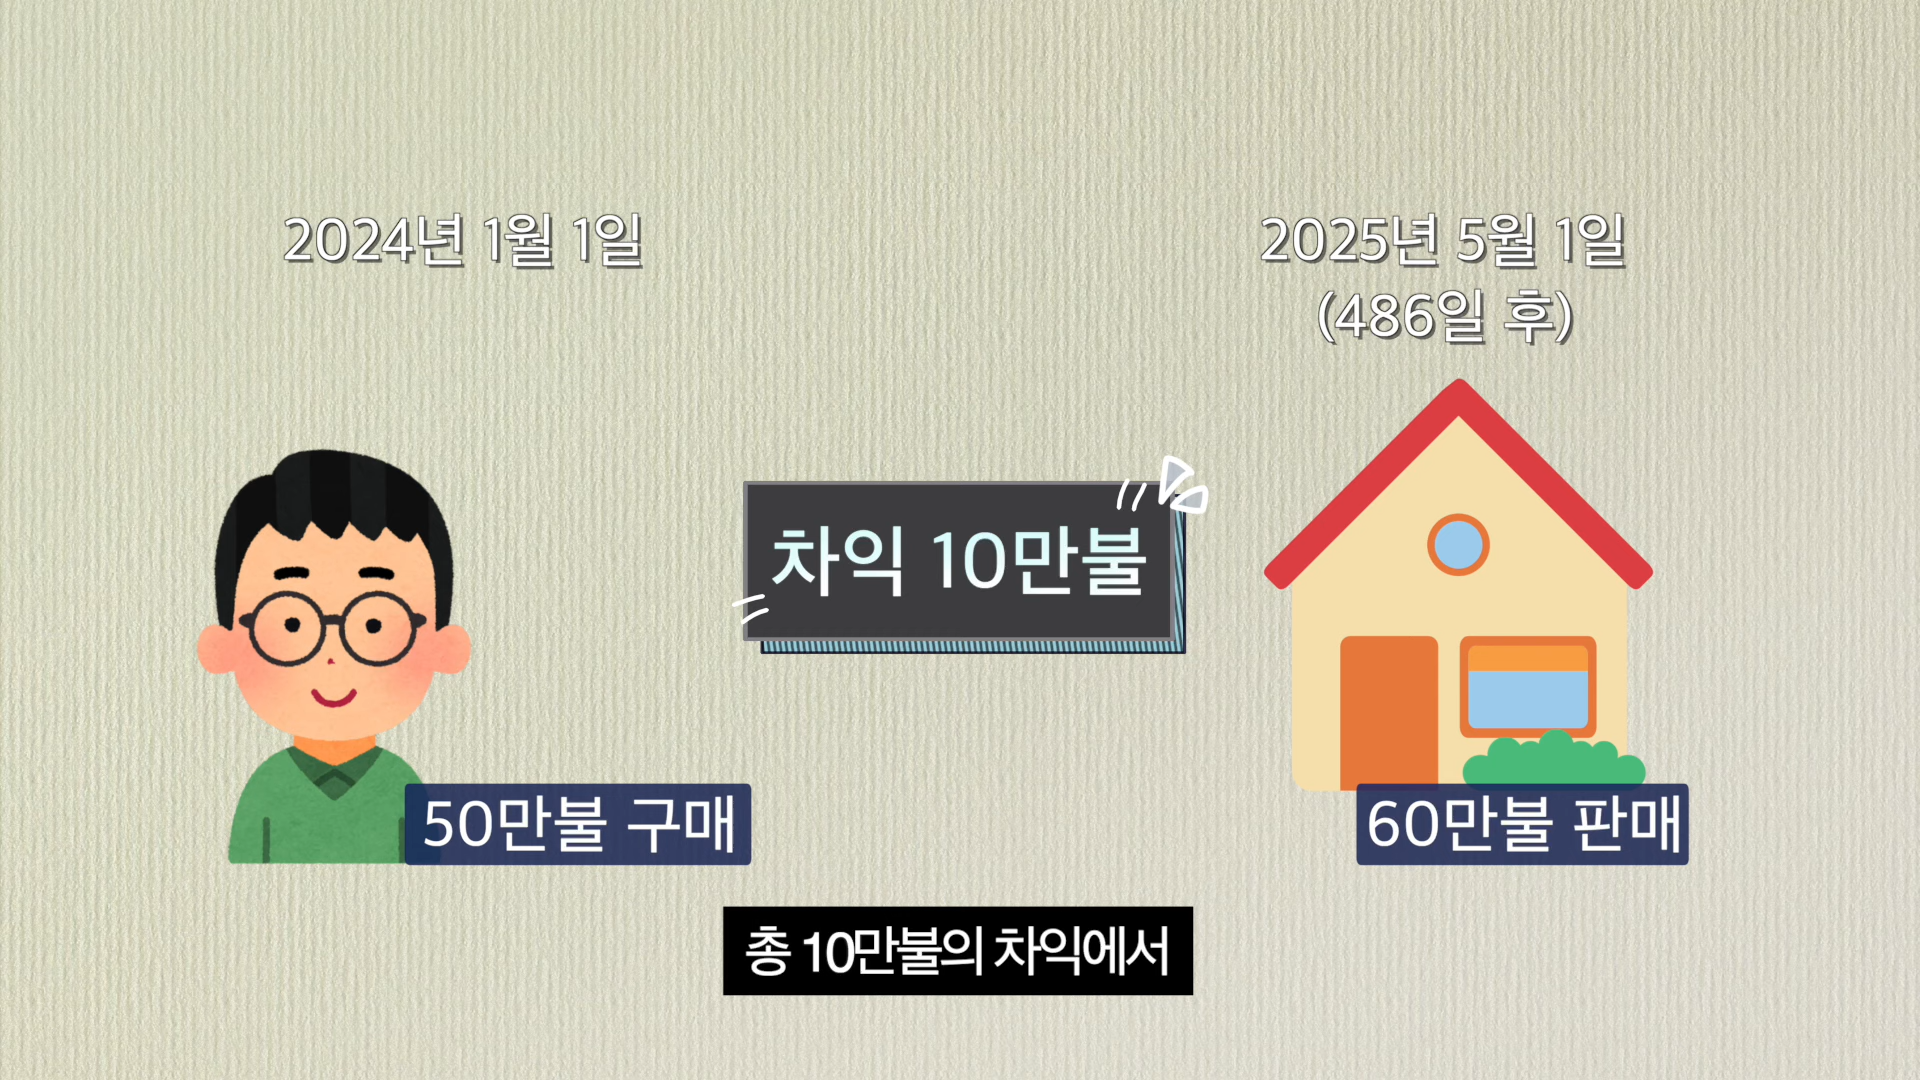 2024년 1월 1일
2025년 5월 1일
(486일 후)
차익 10만불
50만불 구매
60만불 판매
총 10만불의 차익에서